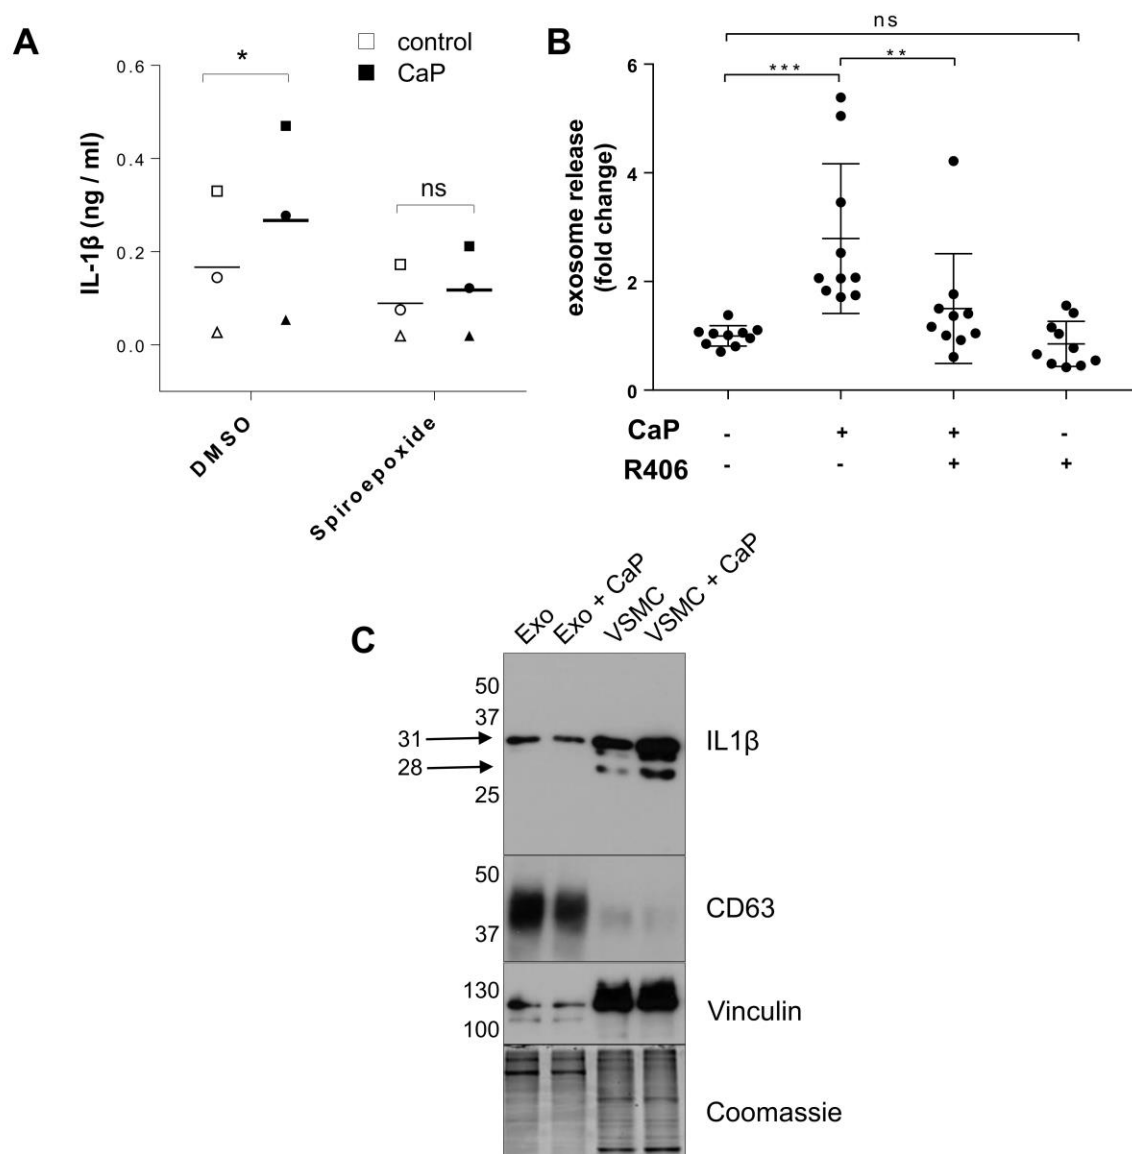 A
control
CaP
*
ns
0.6
0.4
0.2
0.0
IL-1β (ng / ml)
DMSO
Spiroepoxide
B
ns
***
**
6
4
2
0
exosome release
(fold change)
CaP - + + -
R406 - - + +
C
Exo
Exo + CaP
VSMC
VSMC + CaP
50
37
31
28
25
IL1β
50
37
CD63
130
100
Vinculin
Coomassie